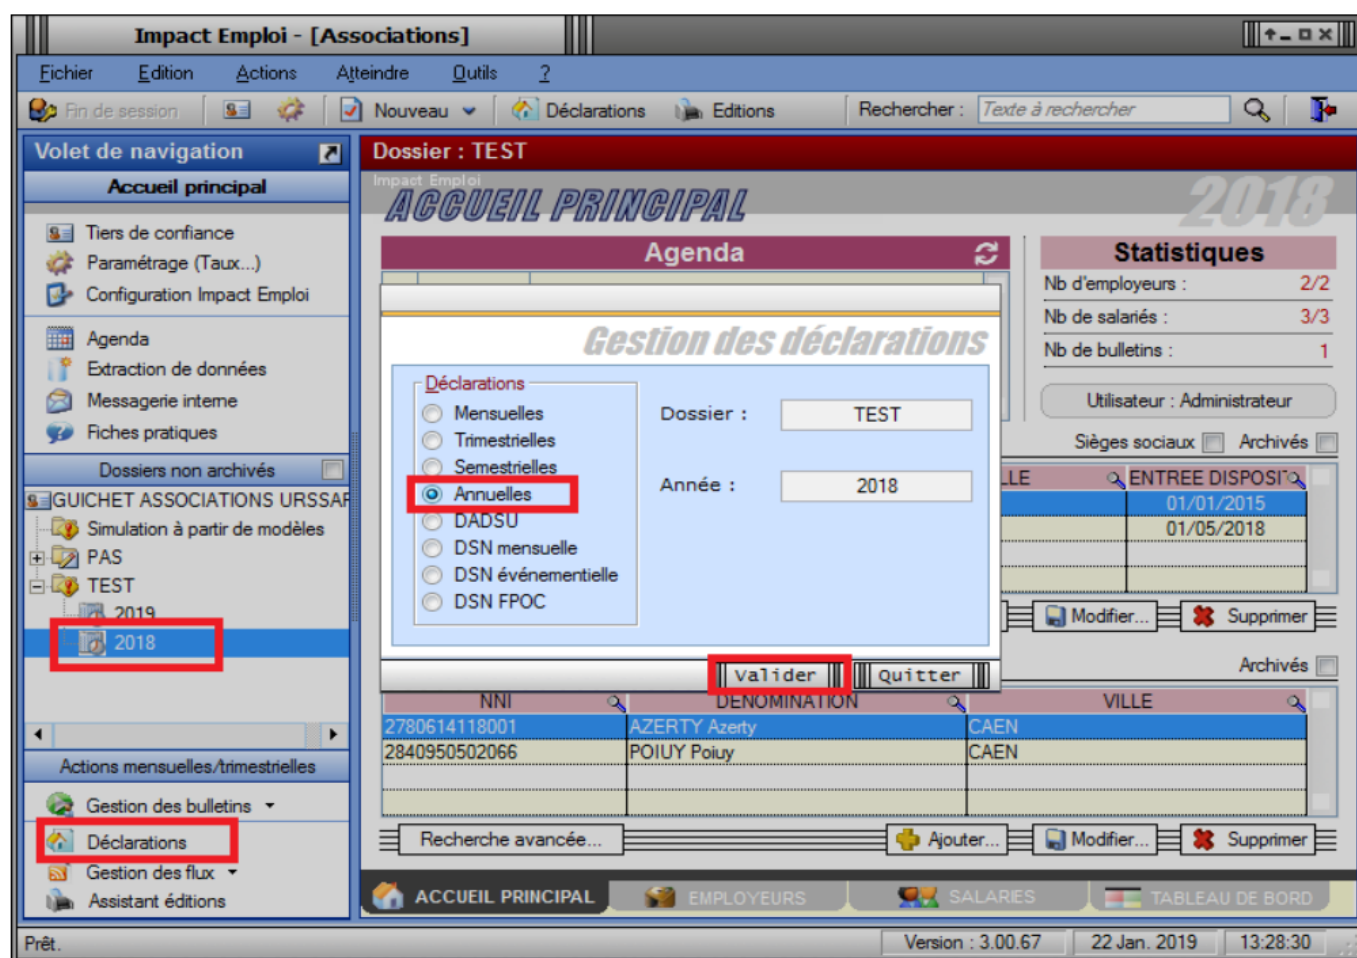 Impact Emploi - [Associations]
Fichier Edition Actions Atteindre Outils ?
Fin de session Nouveau Déclarations Editions Rechercher : Texte à rechercher
Volet de navigation
Accueil principal
Tiers de confiance
Paramétrage (Taux...)
Configuration Impact Emploi
Agenda
Extraction de données
Messagerie interne
Fiches pratiques
Dossiers non archivés
GUICHET ASSOCIATIONS URSSAF
Simulation à partir de modèles
PAS
TEST
2019
2018
Actions mensuelles/trimestrielles
Gestion des bulletins
Déclarations
Gestion des flux
Assistant éditions
Dossier : TEST
Impact Emploi
ACCUEIL PRINCIPAL
2018
Agenda
Statistiques
Nb d'employeurs : 2/2
Nb de salariés : 3/3
Nb de bulletins : 1
Utilisateur : Administrateur
Sièges sociaux Archivés
Gestion des déclarations
Déclarations
Mensuelles
Trimestrielles
Semestrielles
Annuelles
DADSU
DSN mensuelle
DSN événementielle
DSN FPOC
Dossier : TEST
Année : 2018
Valider Quitter
LLE ENTREE DISPOSIT
01/01/2015
01/05/2018
Modifier... Supprimer
Archivés
NNI DENOMINATION VILLE
2780614118001 AZERTY Azerty CAEN
2840950502066 POIUY Poiuy CAEN
Recherche avancée... Ajouter... Modifier... Supprimer
ACCUEIL PRINCIPAL EMPLOYEURS SALARIES TABLEAU DE BORD
Prêt. Version : 3.00.67 22 Jan. 2019 13:28:30